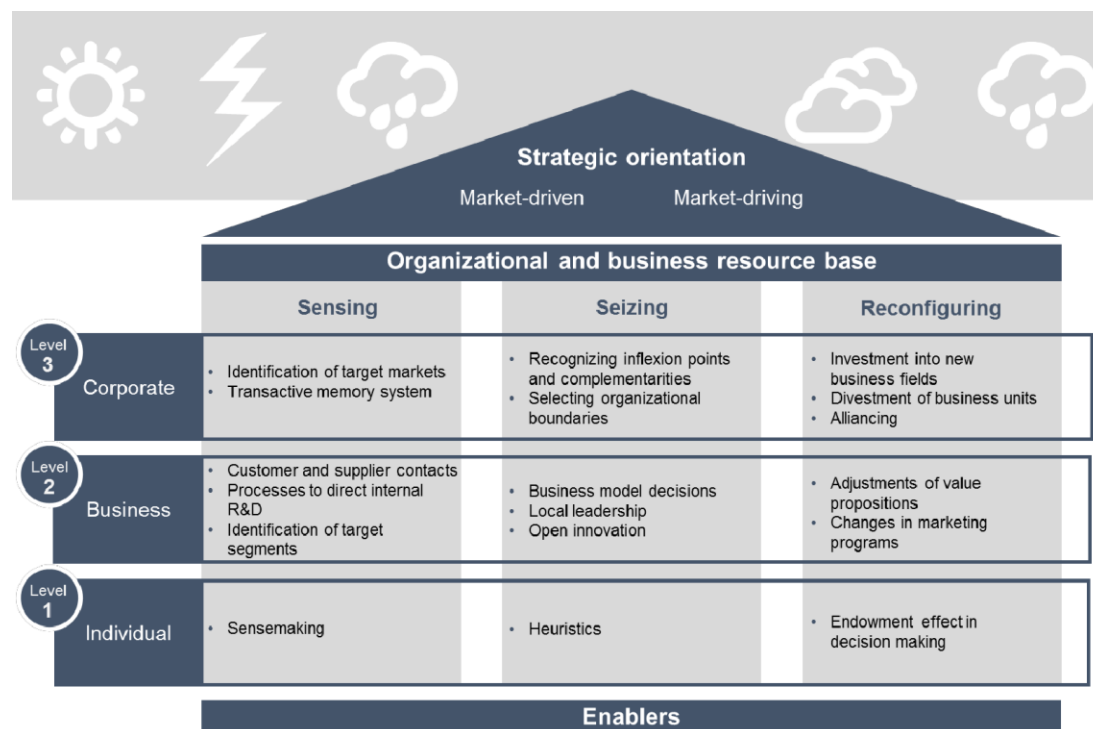 Strategic orientation
Market-driven Market-driving
Organizational and business resource base
Sensing Seizing Reconfiguring
Level
3
Corporate
• Identification of target markets
• Transactive memory system
• Recognizing inflexion points
and complementarities
• Selecting organizational
boundaries
• Investment into new
business fields
• Divestment of business units
• Alliancing
Level
2
Business
• Customer and supplier contacts
• Processes to direct internal
R&D
• Identification of target
segments
• Business model decisions
• Local leadership
• Open innovation
• Adjustments of value
propositions
• Changes in marketing
programs
Level
1
Individual
• Sensemaking
• Heuristics
• Endowment effect in
decision making
Enablers